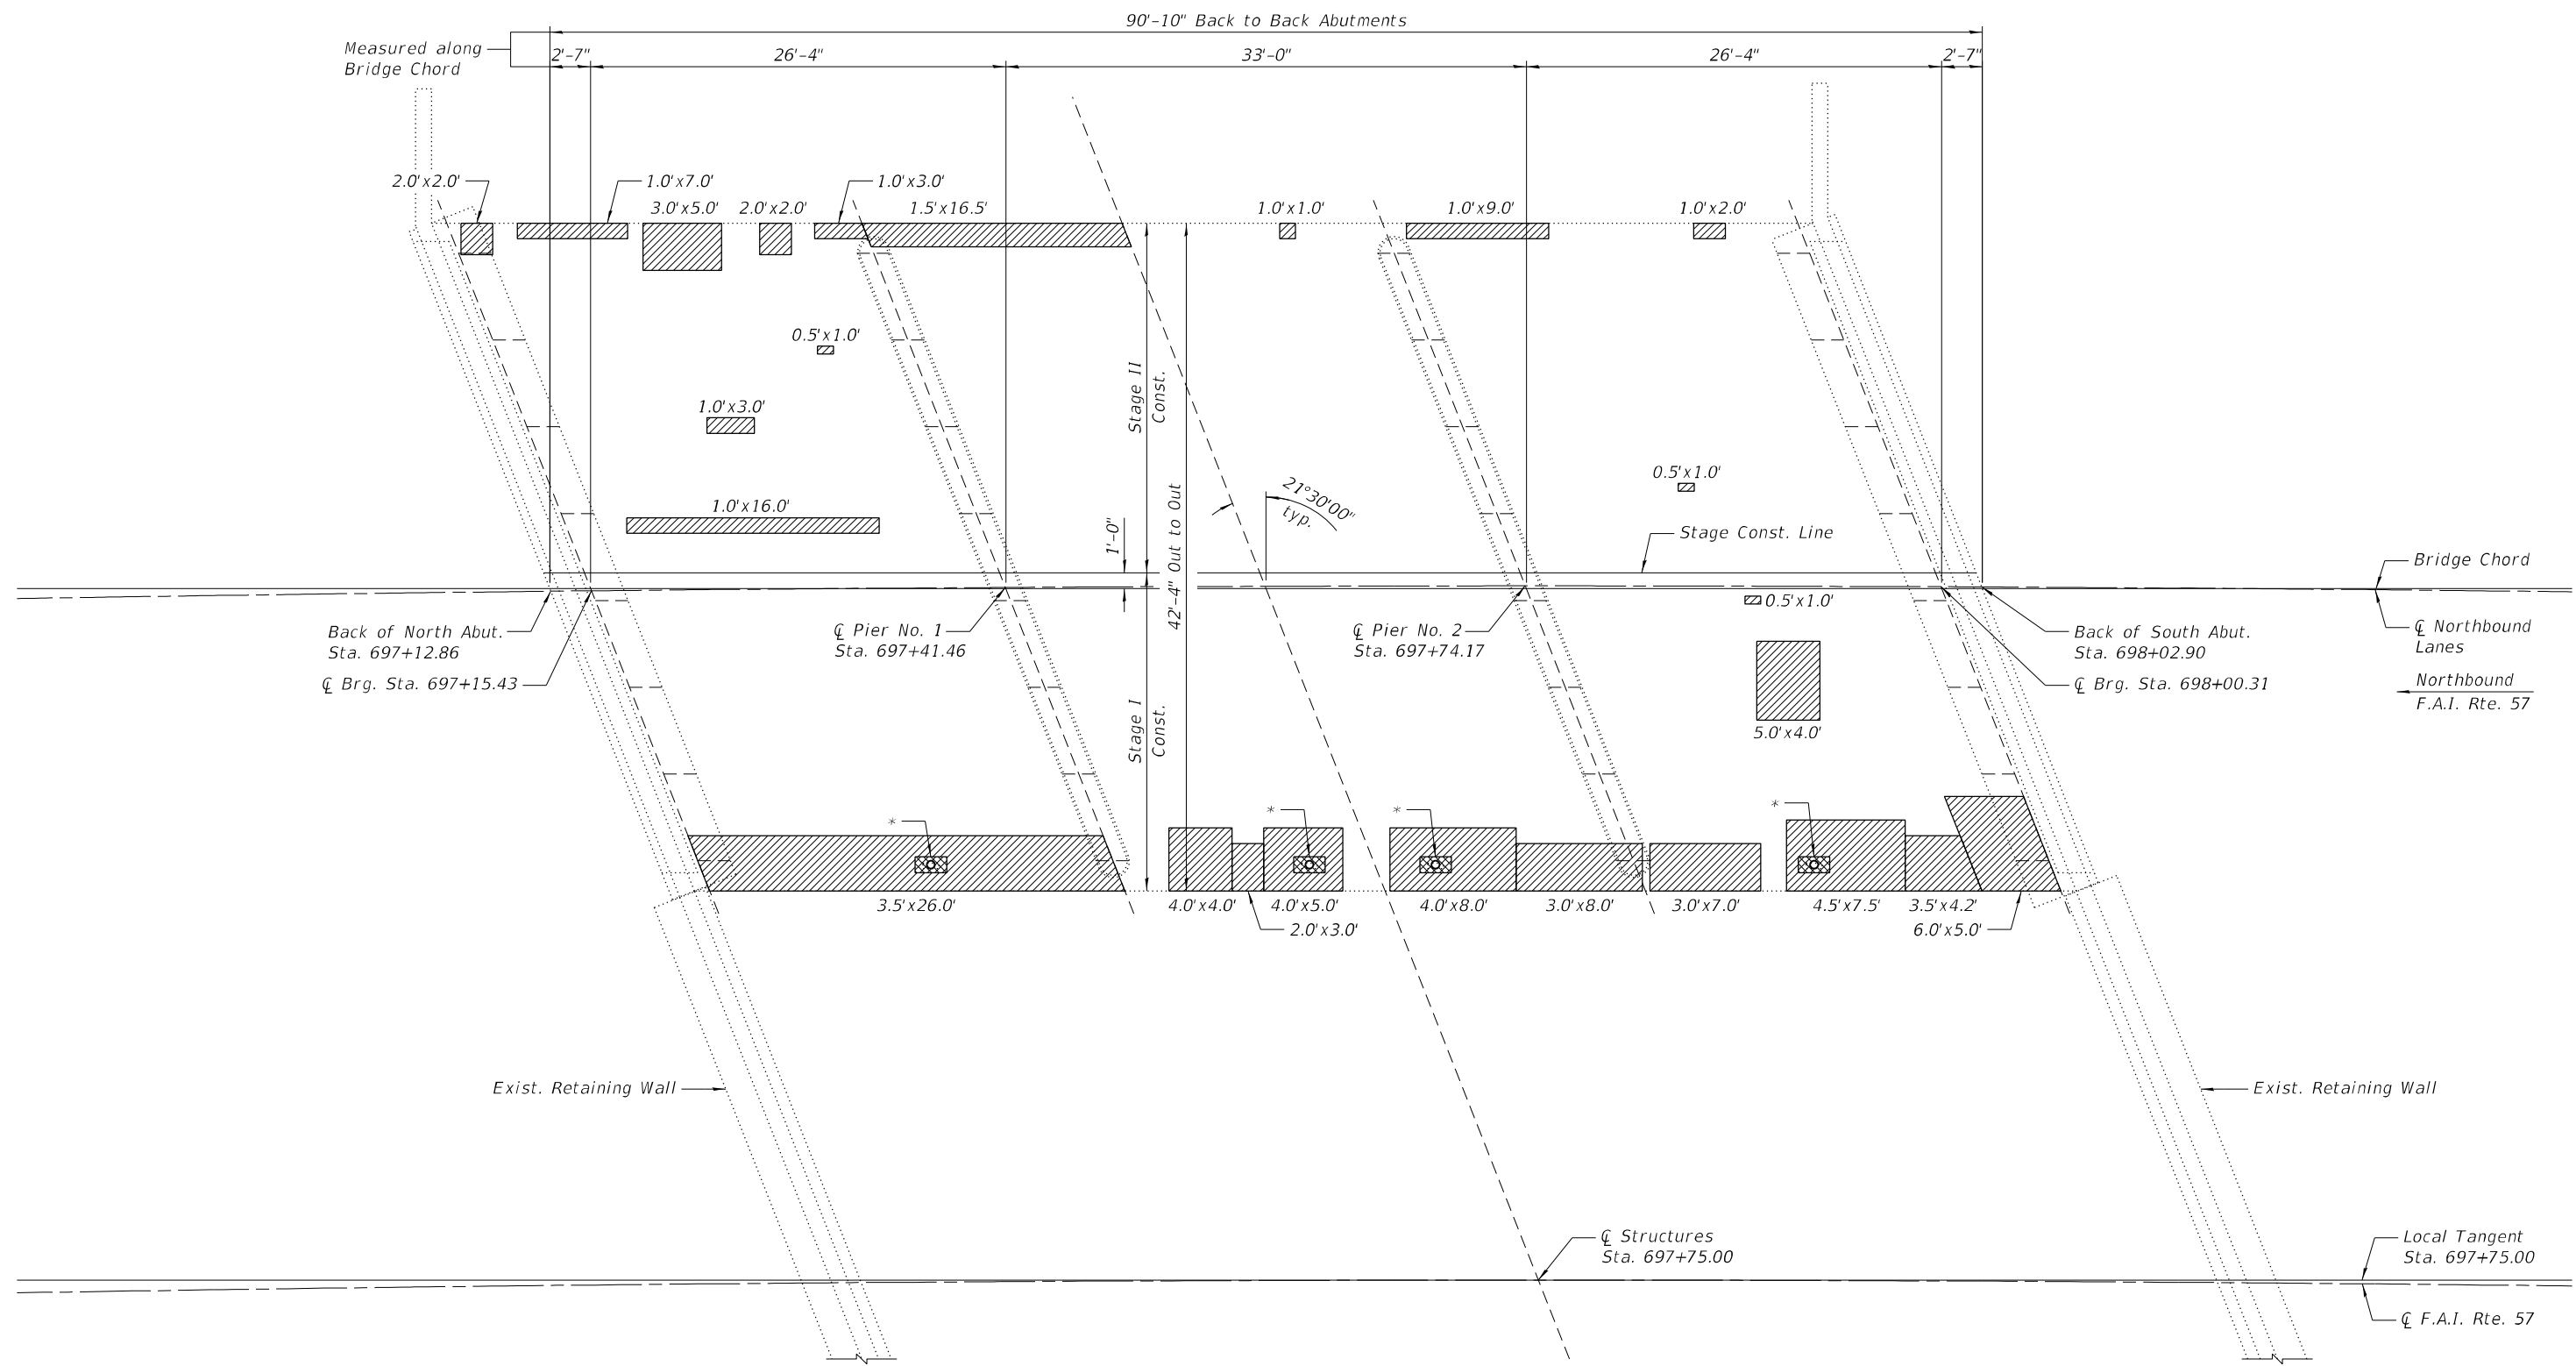 90'-10" Back to Back Abutments
Measured along
Bridge Chord
2'-7"
26'-4"
33'-0"
26'-4"
2'-7"
2.0'x2.0'
1.0'x7.0'
3.0'x5.0'
2.0'x2.0'
1.0'x3.0'
1.5'x16.5'
1.0'x1.0'
1.0'x9.0'
1.0'x2.0'
0.5'x1.0'
1.0'x3.0'
1.0'x16.0'
Stage II
Const.
42'-4" Out to Out
1'-0"
21°30'00"
typ.
0.5'x1.0'
Stage Const. Line
Bridge Chord
0.5'x1.0'
Back of North Abut.
Sta. 697+12.86
℄ Brg. Sta. 697+15.43
℄ Pier No. 1
Sta. 697+41.46
℄ Pier No. 2
Sta. 697+74.17
Back of South Abut.
Sta. 698+02.90
℄ Brg. Sta. 698+00.31
℄ Northbound
Lanes
Northbound
F.A.I. Rte. 57
Stage I
Const.
5.0'x4.0'
*
*
*
*
3.5'x26.0'
4.0'x4.0'
4.0'x5.0'
2.0'x3.0'
4.0'x8.0'
3.0'x8.0'
3.0'x7.0'
4.5'x7.5'
3.5'x4.2'
6.0'x5.0'
Exist. Retaining Wall
Exist. Retaining Wall
℄ Structures
Sta. 697+75.00
Local Tangent
Sta. 697+75.00
℄ F.A.I. Rte. 57